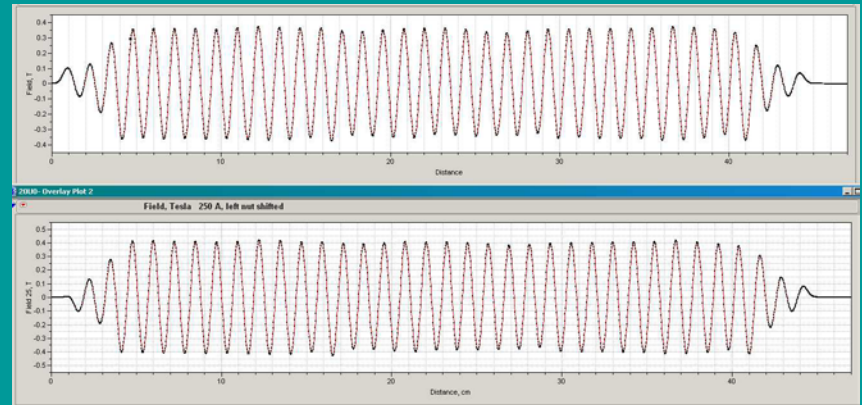 0.4
0.3
0.2
0.1
0
-0.1
-0.2
-0.3
-0.4
Field, T
0 10 20 30 40
Distance
20U0- Overlay Plot 2
Field, Tesla 250 A, left nut shifted
0.5
0.4
0.3
0.2
0.1
0
-0.1
-0.2
-0.3
-0.4
-0.5
Field 25, T
0 10 20 30 40
Distance, cm